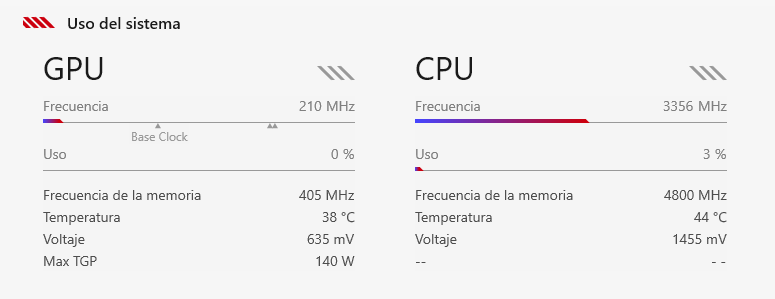 Uso del sistema
GPU
Frecuencia 210 MHz
Base Clock
Uso 0 %
Frecuencia de la memoria 405 MHz
Temperatura 38 °C
Voltaje 635 mV
Max TGP 140 W
CPU
Frecuencia 3356 MHz
Uso 3 %
Frecuencia de la memoria 4800 MHz
Temperatura 44 °C
Voltaje 1455 mV
-- - -